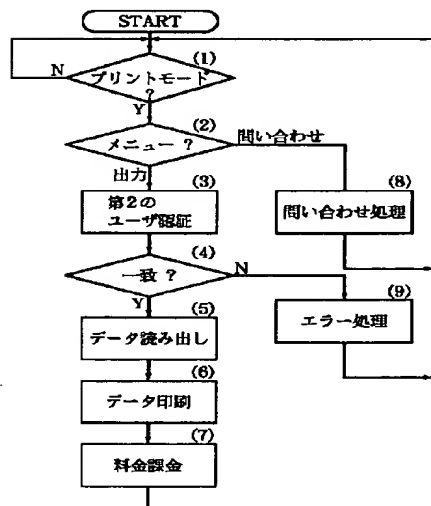 START
(1)
N
プリントモード
?
Y
(2)
メニュー ?
問い合わせ
出力
(3)
第2の
ユーザ認証
(8)
問い合わせ処理
(4)
一致 ?
N
Y
(5)
データ読み出し
(9)
エラー処理
(6)
データ印刷
(7)
料金課金